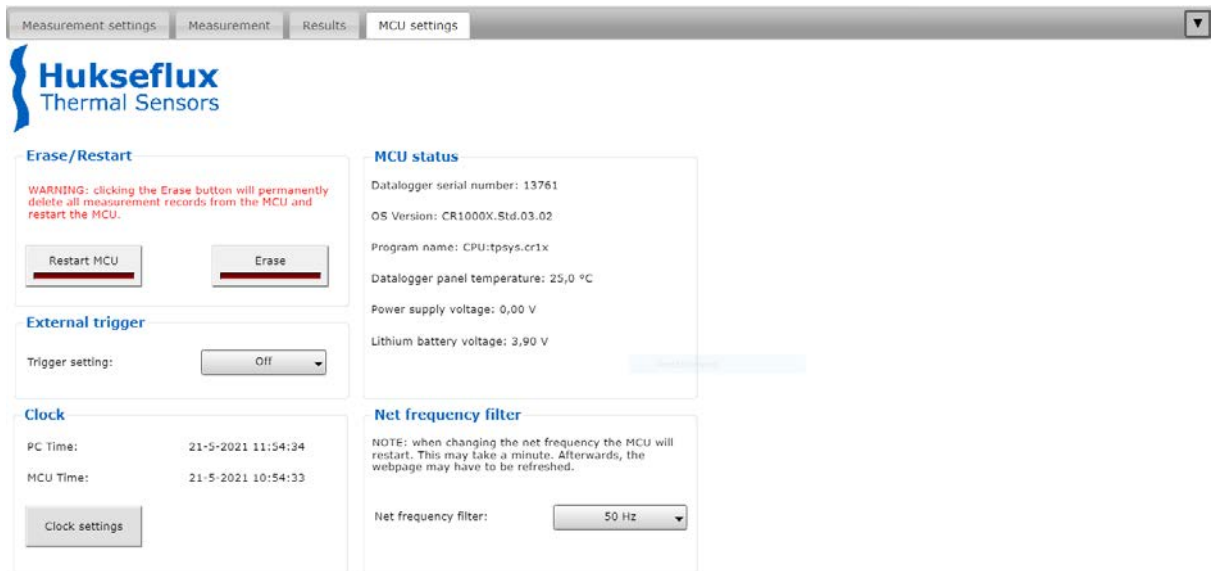 Measurement settings
Measurement
Results
MCU settings
Hukseflux
Thermal Sensors
Erase/Restart
WARNING: clicking the Erase button will permanently
delete all measurement records from the MCU and
restart the MCU.
Restart MCU
Erase
External trigger
Trigger setting:
Off
Clock
PC Time:
21-5-2021 11:54:34
MCU Time:
21-5-2021 10:54:33
Clock settings
MCU status
Datalogger serial number: 13761
OS Version: CR1000X.Std.03.02
Program name: CPU:tpsys.cr1x
Datalogger panel temperature: 25,0 °C
Power supply voltage: 0,00 V
Lithium battery voltage: 3,90 V
Net frequency filter
NOTE: when changing the net frequency the MCU will
restart. This may take a minute. Afterwards, the
webpage may have to be refreshed.
Net frequency filter:
50 Hz